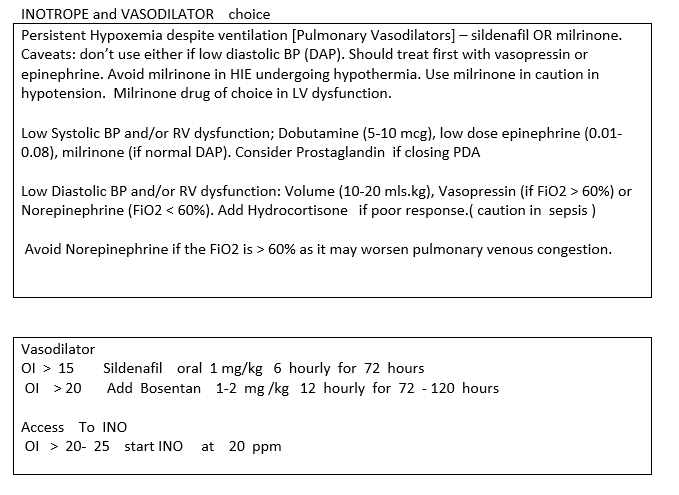 INOTROPE and VASODILATOR choice
Persistent Hypoxemia despite ventilation [Pulmonary Vasodilators] – sildenafil OR milrinone.
Caveats: don't use either if low diastolic BP (DAP). Should treat first with vasopressin or
epinephrine. Avoid milrinone in HIE undergoing hypothermia. Use milrinone in caution in
hypotension. Milrinone drug of choice in LV dysfunction.
Low Systolic BP and/or RV dysfunction; Dobutamine (5-10 mcg), low dose epinephrine (0.01-
0.08), milrinone (if normal DAP). Consider Prostaglandin if closing PDA
Low Diastolic BP and/or RV dysfunction: Volume (10-20 mls.kg), Vasopressin (if FiO2 > 60%) or
Norepinephrine (FiO2 < 60%). Add Hydrocortisone if poor response.( caution in sepsis )
Avoid Norepinephrine if the FiO2 is > 60% as it may worsen pulmonary venous congestion.
Vasodilator
OI > 15 Sildenafil oral 1 mg/kg 6 hourly for 72 hours
OI >20 Add Bosentan 1-2 mg /kg 12 hourly for 72 - 120 hours
Access To INO
OI > 20- 25 start INO at 20 ppm